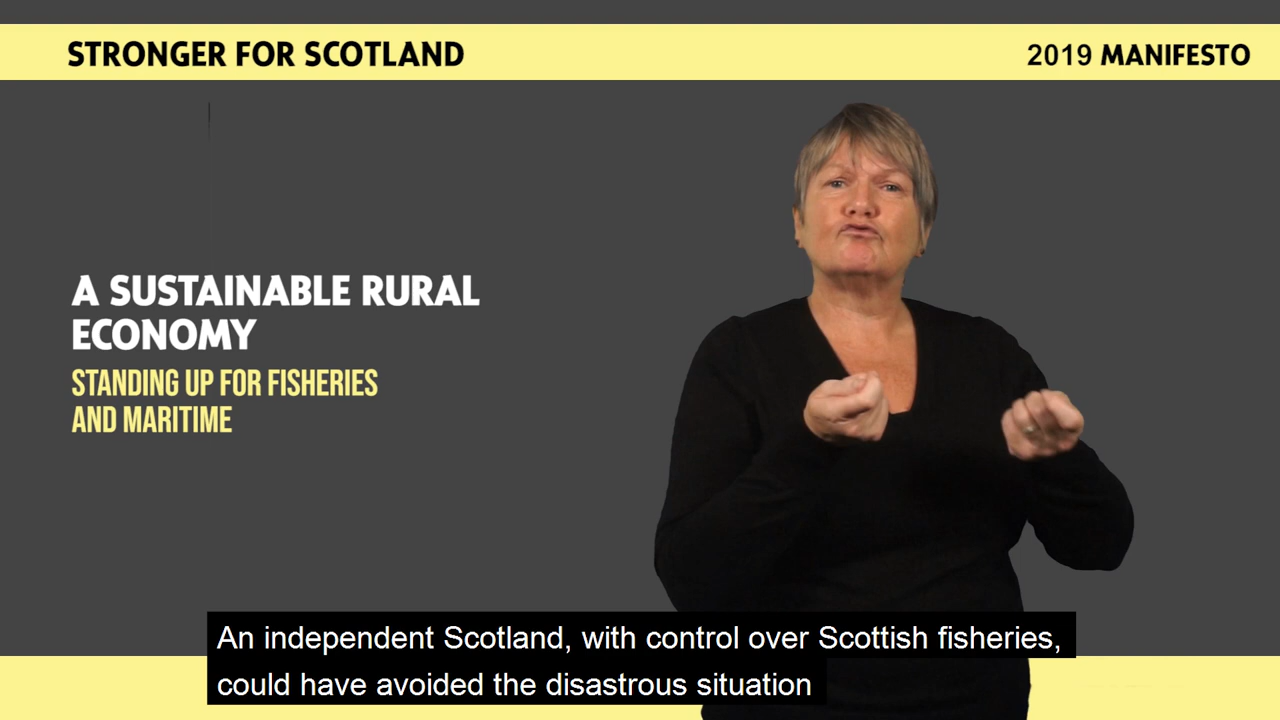 STRONGER FOR SCOTLAND
2019 MANIFESTO
A SUSTAINABLE RURAL
ECONOMY
STANDING UP FOR FISHERIES
AND MARITIME
An independent Scotland, with control over Scottish fisheries,
could have avoided the disastrous situation